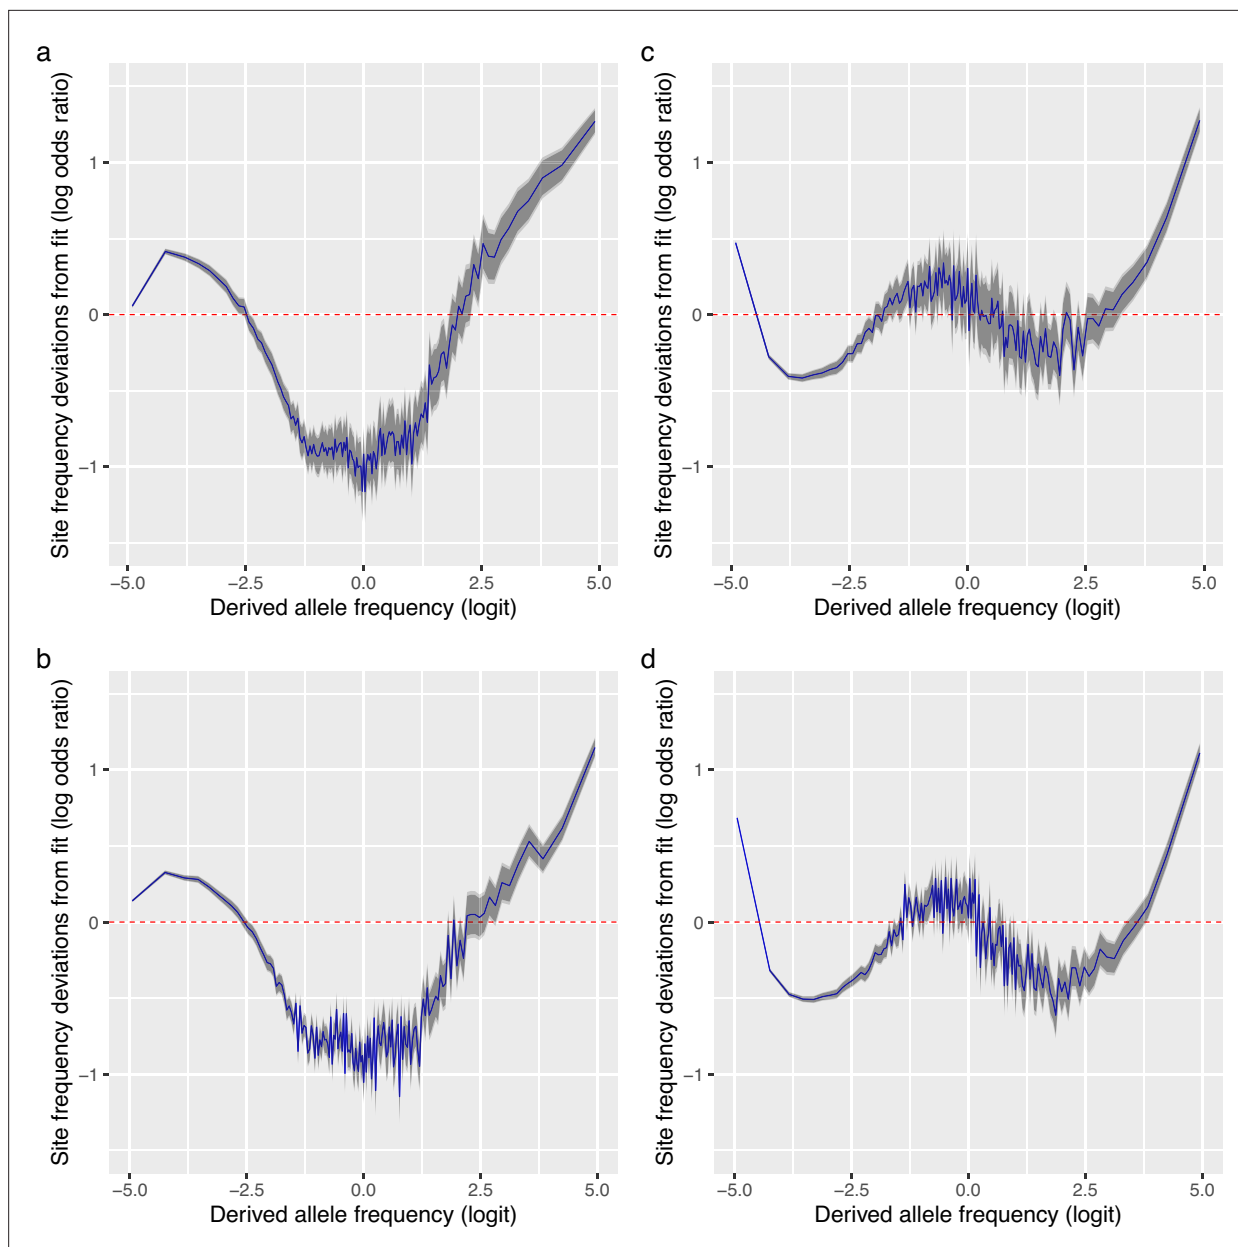 a
Site frequency deviations from fit (log odds ratio)
1
0
−1
−5.0 −2.5 0.0 2.5 5.0
Derived allele frequency (logit)
b
Site frequency deviations from fit (log odds ratio)
1
0
−1
−5.0 −2.5 0.0 2.5 5.0
Derived allele frequency (logit)
c
Site frequency deviations from fit (log odds ratio)
1
0
−1
−5.0 −2.5 0.0 2.5 5.0
Derived allele frequency (logit)
d
Site frequency deviations from fit (log odds ratio)
1
0
−1
−5.0 −2.5 0.0 2.5 5.0
Derived allele frequency (logit)